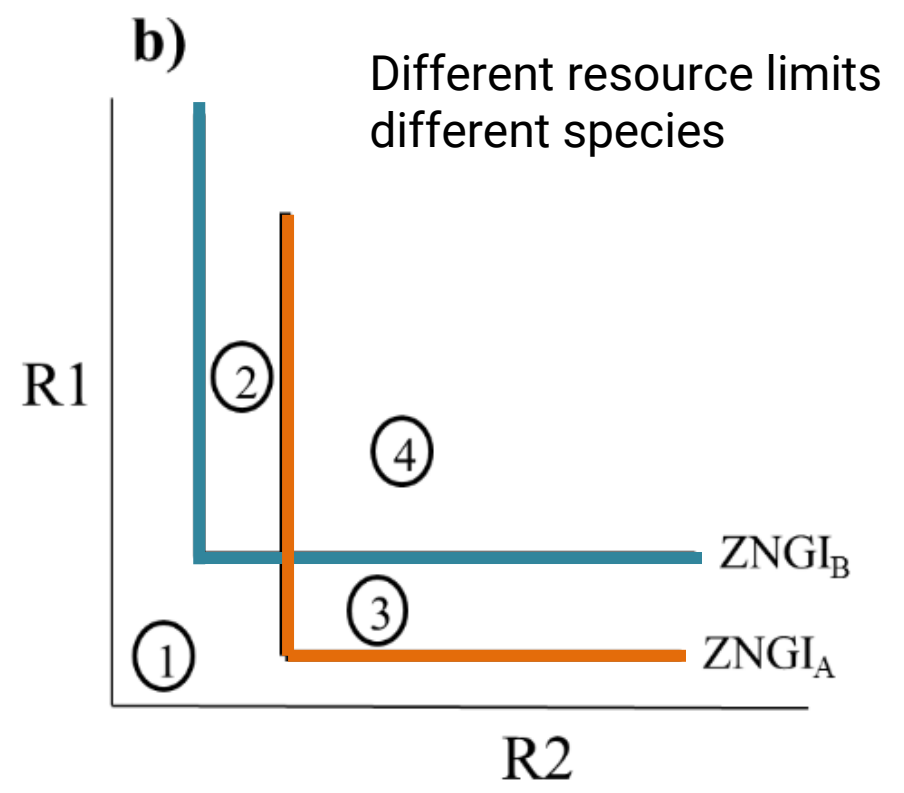 b)
Different resource limits
different species
R1
2
4
ZNGIB
3
1
ZNGIA
R2